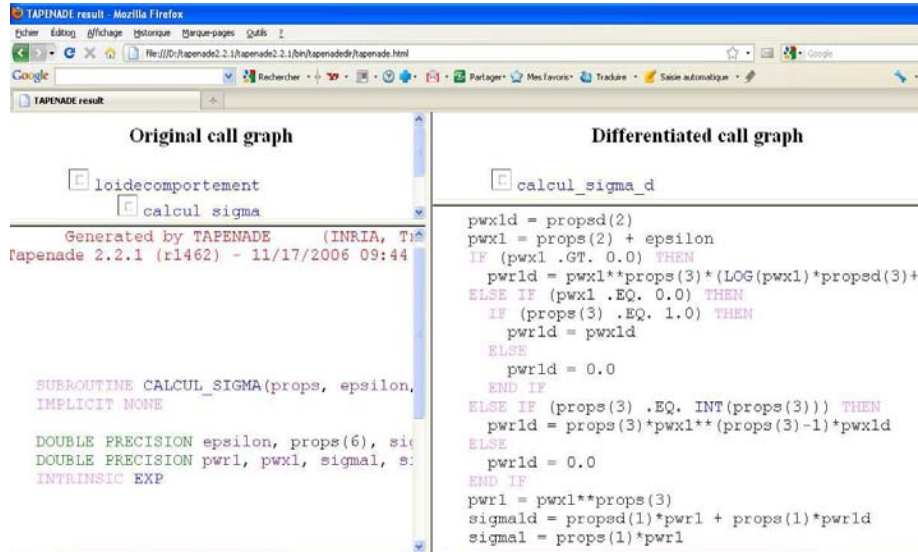 TAPENADE result - Mozilla Firefox
Fichier Édition Affichage Historique Marque-pages Outils ?
file:///D:/tapenade2.2.1/tapenade2.2.1/bin/tapenadedir/tapenade.html
Google
Google Rechercher Partager Mes favoris Traduire Saisie automatique
TAPENADE result
Original call graph
loidecomportement
calcul sigma
Generated by TAPENADE (INRIA,
Tapenade 2.2.1 (r1462) - 11/17/2006 09:44
SUBROUTINE CALCUL_SIGMA(props, epsilon,
IMPLICIT NONE
DOUBLE PRECISION epsilon, props(6),
DOUBLE PRECISION pwr1, pwx1, sigma1,
INTRINSIC EXP
Differentiated call graph
calcul_sigma_d
pwx1d = propsd(2)
pwx1 = props(2) + epsilon
IF (pwx1 .GT. 0.0) THEN
pwr1d = pwx1**props(3)*(LOG(pwx1)*propsd(3)+
ELSE IF (pwx1 .EQ. 0.0) THEN
IF (props(3) .EQ. 1.0) THEN
pwr1d = pwx1d
ELSE
pwr1d = 0.0
END IF
ELSE IF (props(3) .EQ. INT(props(3))) THEN
pwr1d = props(3)*pwx1**(props(3)-1)*pwx1d
ELSE
pwr1d = 0.0
END IF
pwr1 = pwx1**props(3)
sigma1d = propsd(1)*pwr1 + props(1)*pwr1d
sigma1 = props(1)*pwr1